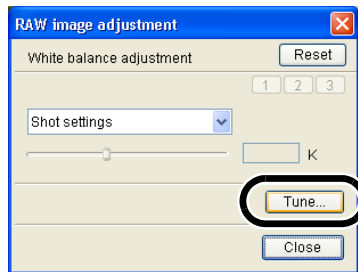 RAW image adjustment
White balance adjustment Reset
1 2 3
Shot settings
K
Tune...
Close